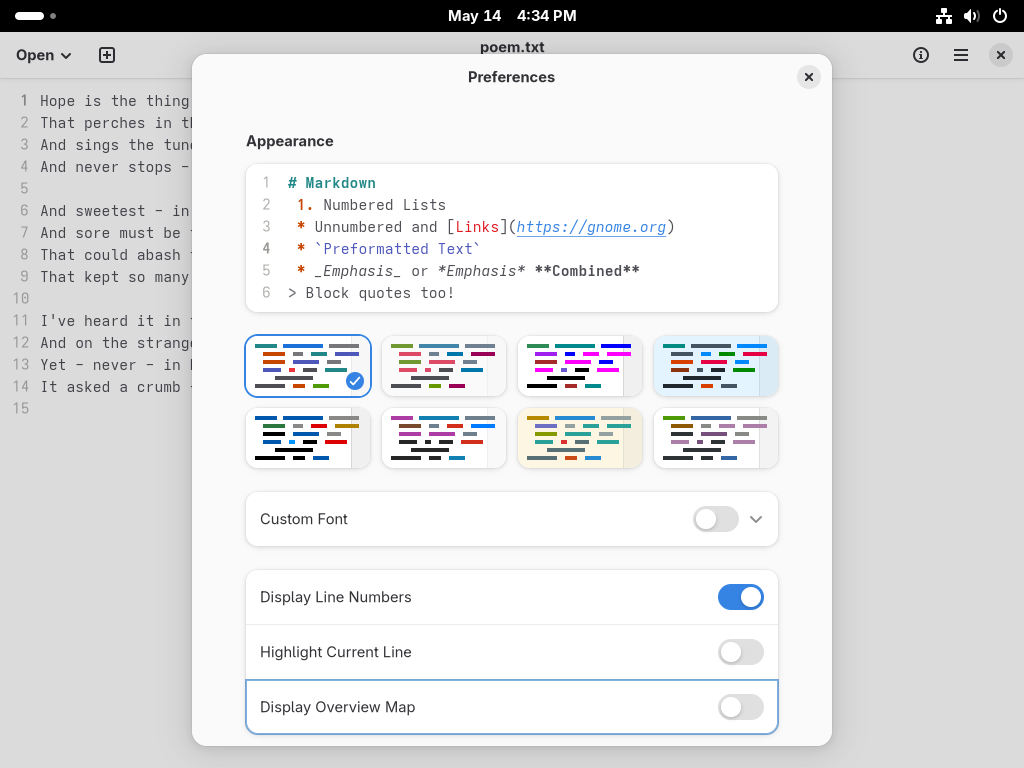 May 14 4:34 PM
Open
poem.txt
Preferences
1 Hope is the thing
2 That perches in
3 And sings the tune
4 And never stops –
5
6 And sweetest – in
7 And sore must be
8 That could abash
9 That kept so many
10
11 I've heard it in
12 And on the strange
13 Yet – never – in
14 It asked a crumb
15
Appearance
1 # Markdown
2 1. Numbered Lists
3 * Unnumbered and [Links](https://gnome.org)
4 * `Preformatted Text`
5 * _Emphasis_ or *Emphasis* **Combined**
6 > Block quotes too!
Custom Font
Display Line Numbers
Highlight Current Line
Display Overview Map